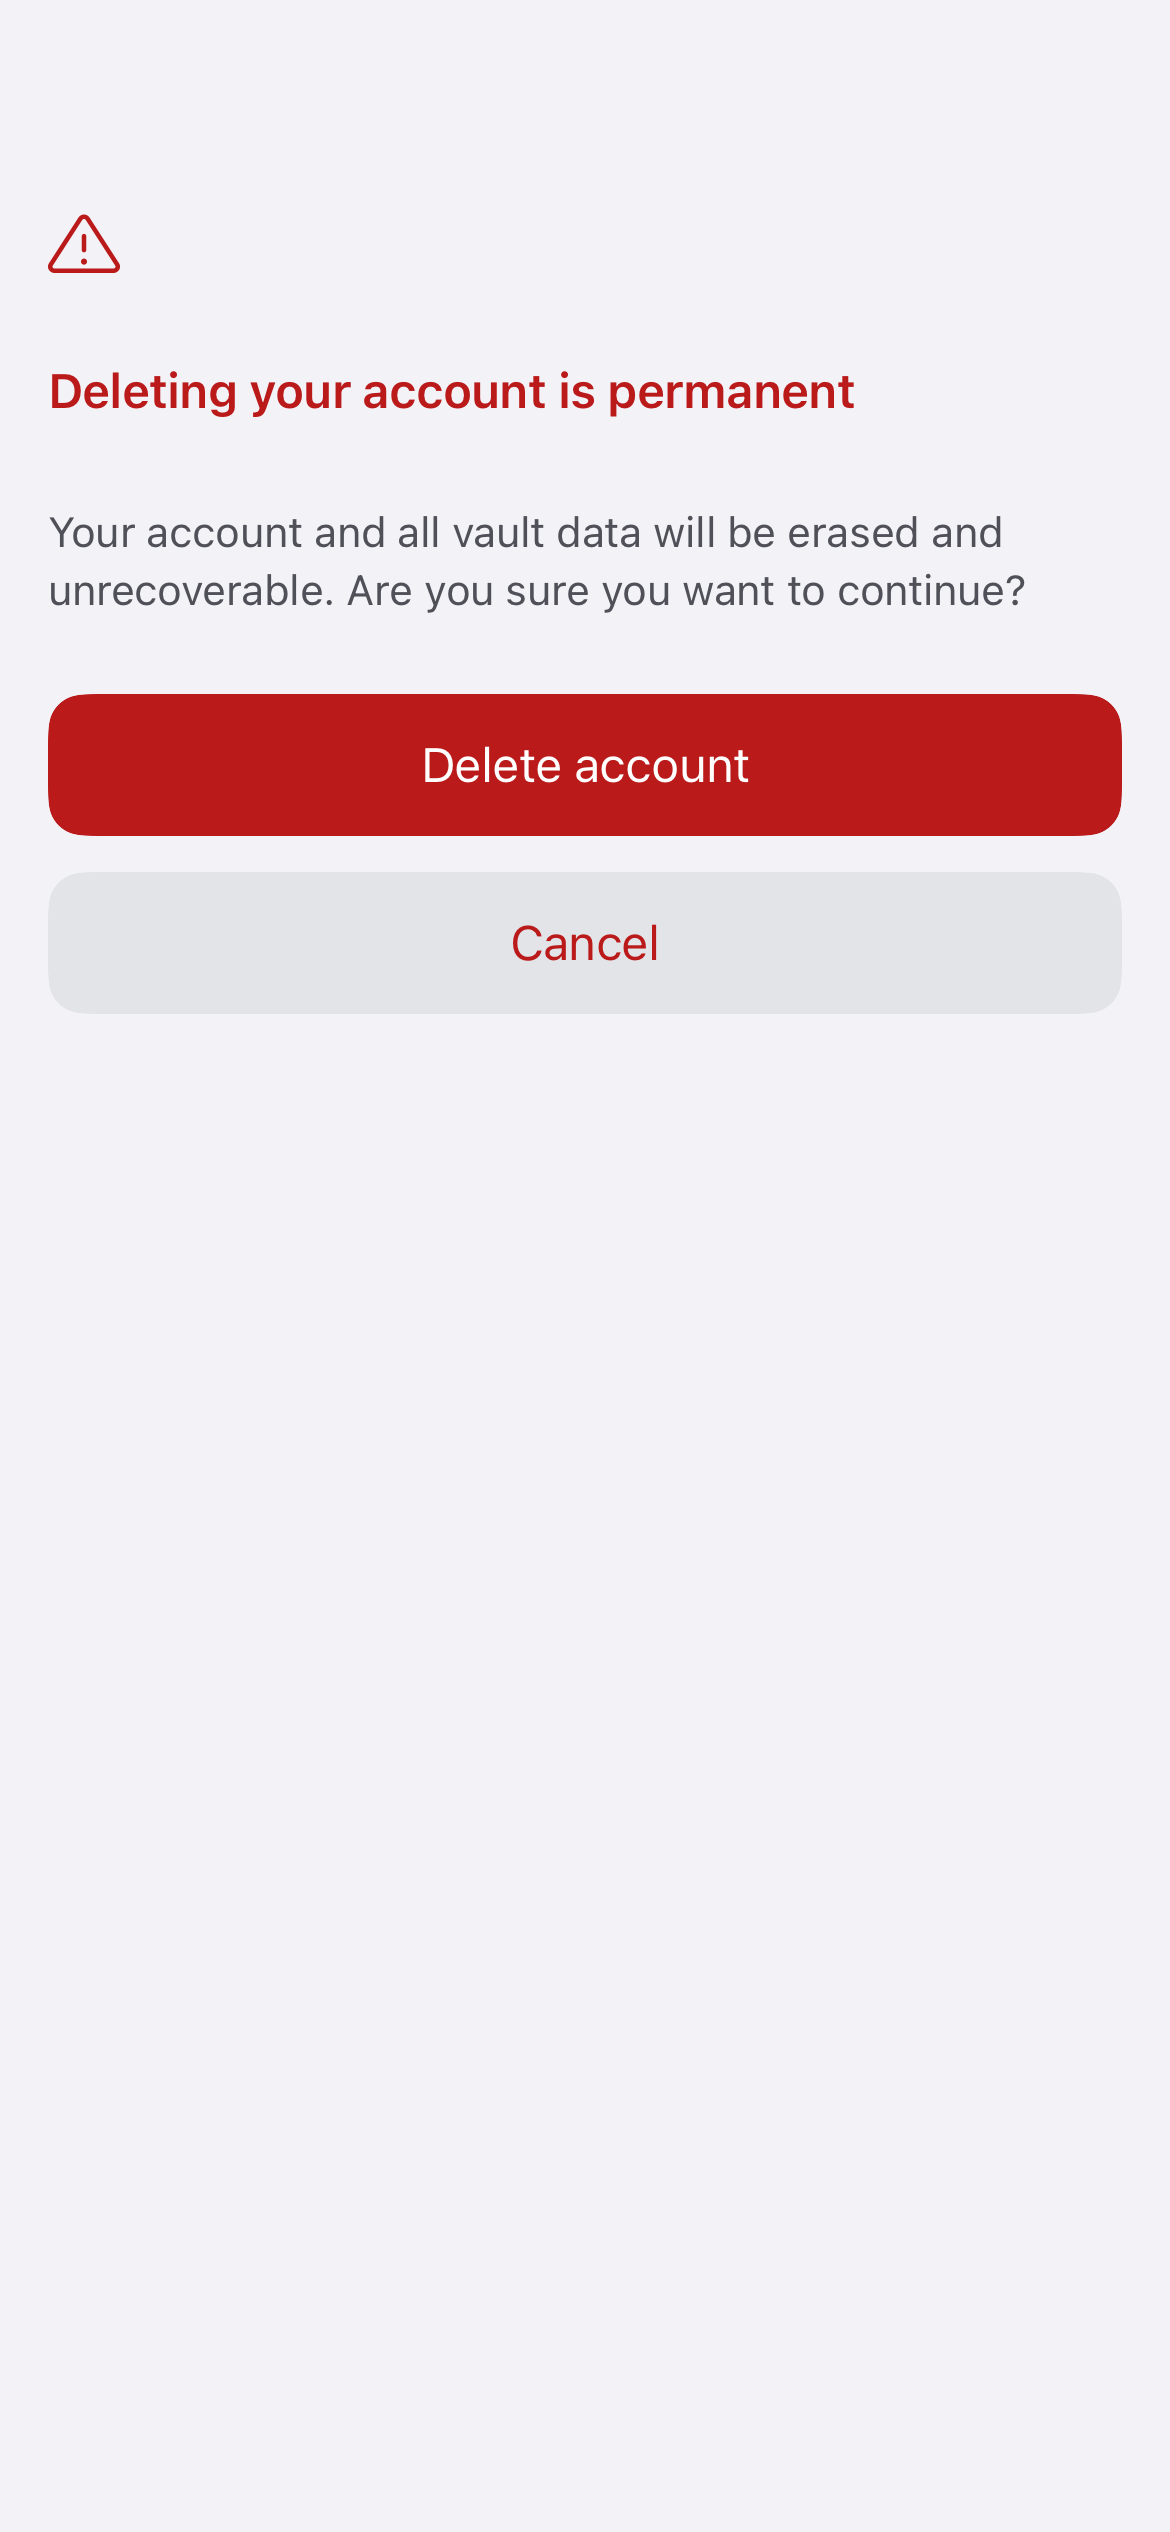 Deleting your account is permanent
Your account and all vault data will be erased and
unrecoverable. Are you sure you want to continue?
Delete account
Cancel